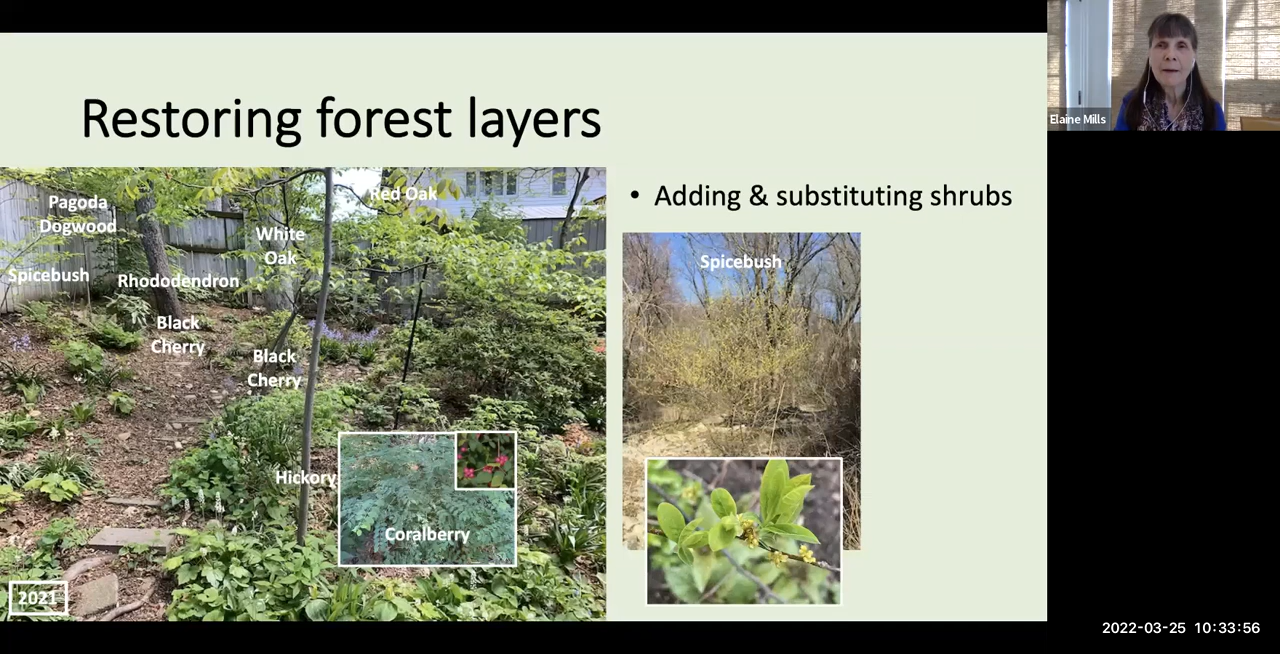 Restoring forest layers
Elaine Mills
Pagoda
Dogwood
Red Oak
White
Oak
Spicebush
Rhododendron
Black
Cherry
Black
Cherry
Hickory
Coralberry
2021
• Adding & substituting shrubs
Spicebush
2022-03-25 10:33:56